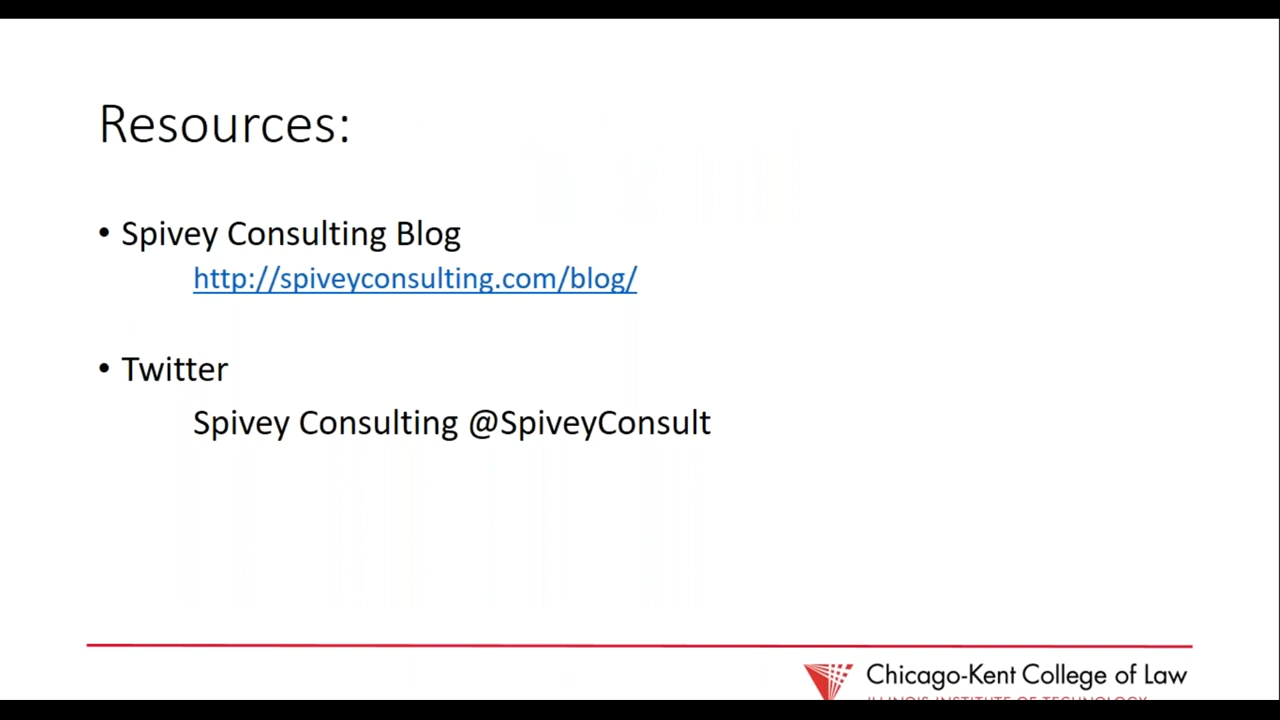 Resources:
• Spivey Consulting Blog
http://spiveyconsulting.com/blog/
• Twitter
Spivey Consulting @SpiveyConsult
Chicago-Kent College of Law
ILLINOIS INSTITUTE OF TECHNOLOGY